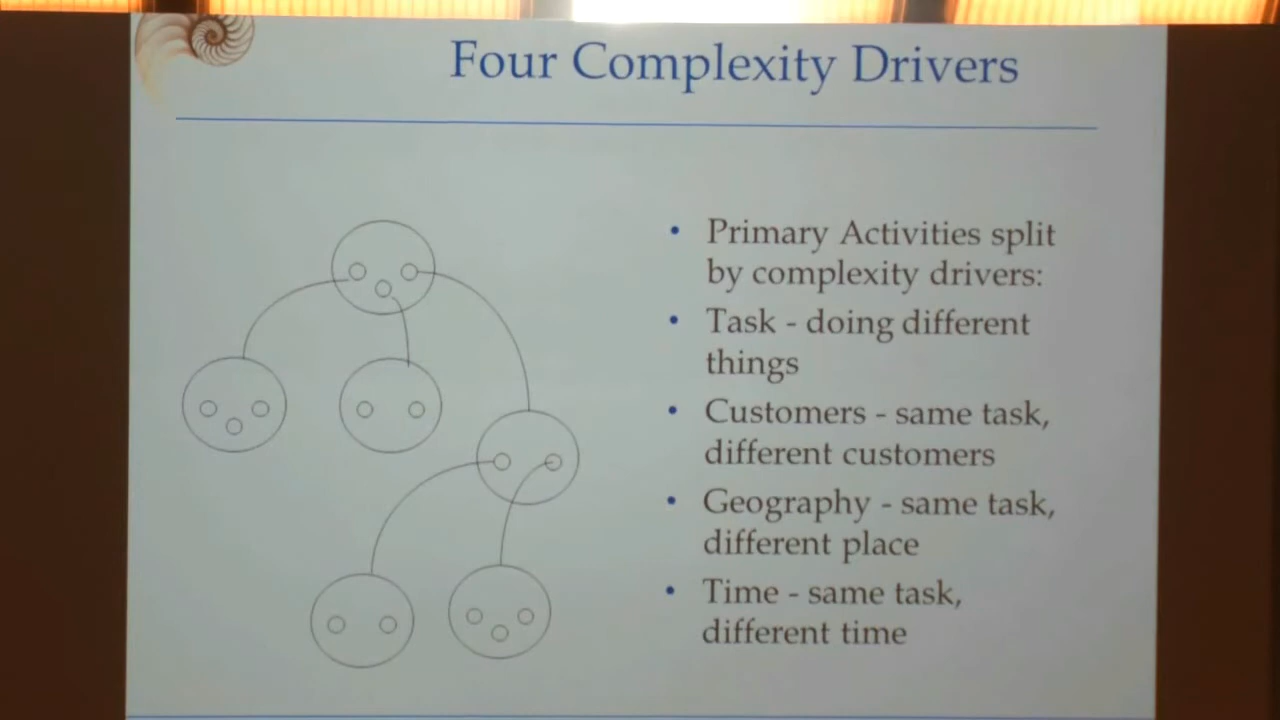 Four Complexity Drivers
• Primary Activities split
by complexity drivers:
• Task - doing different
things
• Customers - same task,
different customers
• Geography - same task,
different place
• Time - same task,
different time